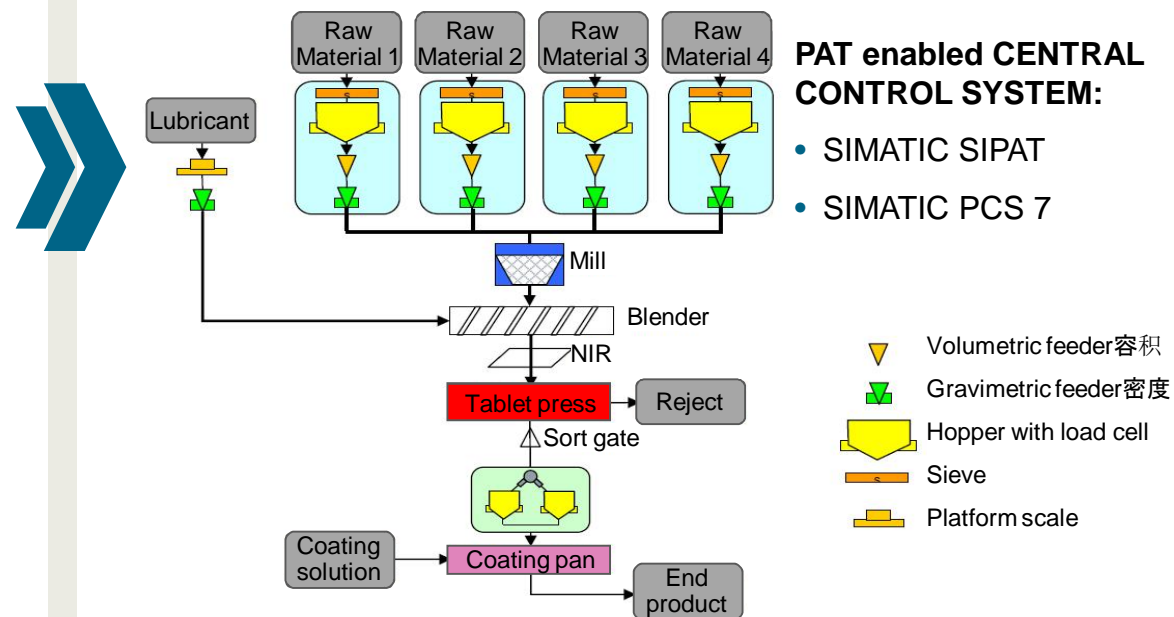 Raw
Material 1
Raw
Material 2
Raw
Material 3
Raw
Material 4
PAT enabled CENTRAL
CONTROL SYSTEM:
• SIMATIC SIPAT
• SIMATIC PCS 7
Lubricant
s
s
s
s
Mill
Blender
NIR
Tablet press
Reject
Sort gate
Coating
solution
Coating pan
End
product
Volumetric feeder容积
Gravimetric feeder密度
Hopper with load cell
s
Sieve
Platform scale